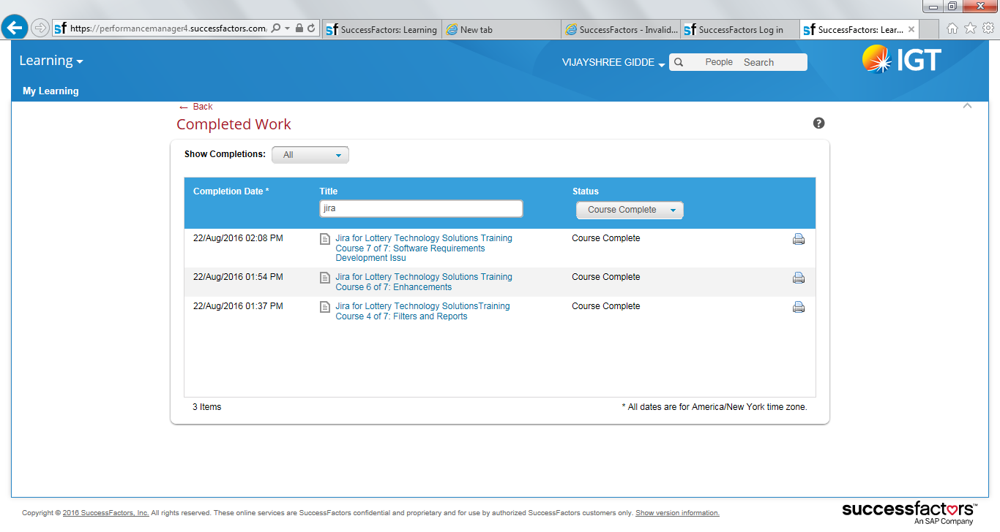 https://performancemanager4.successfactors.com,
SuccessFactors: Learning
New tab
SuccessFactors - Invalid...
SuccessFactors Log in
SuccessFactors: Lear...
Learning
VIJAYSHREE GIDDE
People
Search
IGT
My Learning
← Back
Completed Work
Show Completions:
All
Completion Date *
Title
Status
jira
Course Complete
22/Aug/2016 02:08 PM
Jira for Lottery Technology Solutions Training
Course 7 of 7: Software Requirements
Development Issu
Course Complete
22/Aug/2016 01:54 PM
Jira for Lottery Technology Solutions Training
Course 6 of 7: Enhancements
Course Complete
22/Aug/2016 01:37 PM
Jira for Lottery Technology SolutionsTraining
Course 4 of 7: Filters and Reports
Course Complete
3 Items
* All dates are for America/New York time zone.
Copyright © 2016 SuccessFactors, Inc. All rights reserved. These online services are SuccessFactors confidential and proprietary and for use by authorized SuccessFactors customers only. Show version information.
successfactors™
An SAP Company